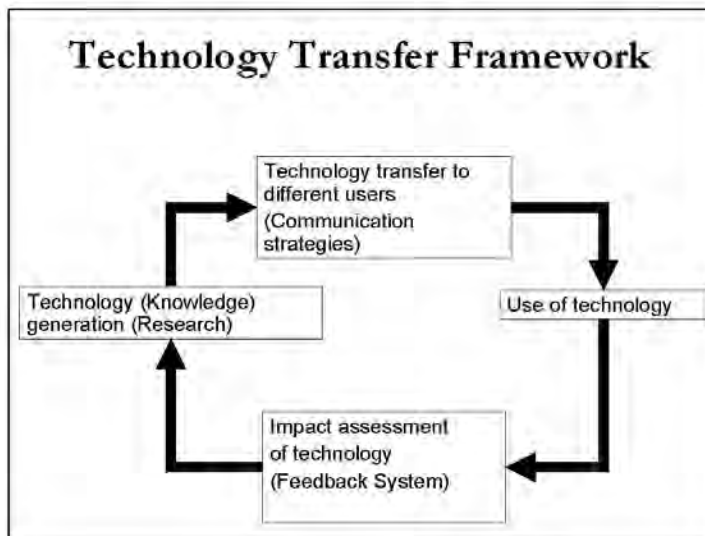 Technology Transfer Framework
Technology transfer to
different users
(Communication
strategies)
Technology (Knowledge)
generation (Research)
Use of technology
Impact assessment
of technology
(Feedback System)